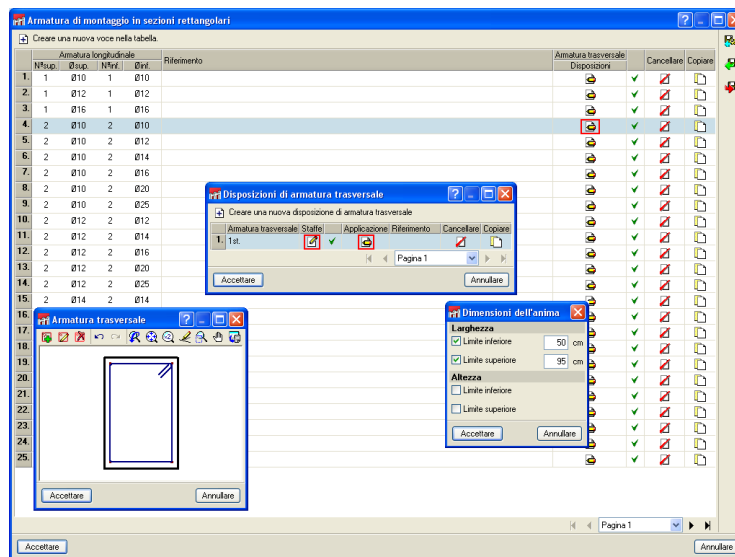 Armatura di montaggio in sezioni rettangolari
Creare una nuova voce nella tabella.
Armatura longitudinale Riferimento Armatura trasversale Cancellare Copiare
NºSup. Øsup. Nºinf. Øinf. Disposizioni
1. 1 Ø10 1 Ø10
2. 1 Ø12 1 Ø12
3. 1 Ø16 1 Ø16
4. 2 Ø10 2 Ø10
5. 2 Ø10 2 Ø12
6. 2 Ø10 2 Ø14
7. 2 Ø10 2 Ø16
8. 2 Ø10 2 Ø20
9. 2 Ø10 2 Ø25
10. 2 Ø12 2 Ø12
11. 2 Ø12 2 Ø14
12. 2 Ø12 2 Ø16
13. 2 Ø12 2 Ø20
14. 2 Ø12 2 Ø25
15. 2 Ø14 2 Ø14
16.
17.
18.
19.
20.
21.
22.
23.
24.
25.
Disposizioni di armatura trasversale
Creare una nuova disposizione di armatura trasversale
Armatura trasversale Staffe Applicazione Riferimento Cancellare Copiare
1. 1st.
Pagina 1
Accettare Annullare
Armatura trasversale
Accettare Annullare
Dimensioni dell'anima
Larghezza
Limite inferiore 50 cm
Limite superiore 95 cm
Altezza
Limite inferiore
Limite superiore
Accettare Annullare
Pagina 1
Accettare Annullare